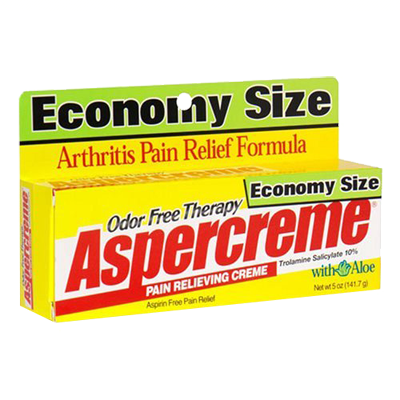 Economy Size
Arthritis Pain Relief Formula
Economy Size
Odor Free Therapy
Aspercreme®
PAIN RELIEVING CREME
Trolamine Salicylate 10%
with Aloe
Aspirin Free Pain Relief
Net wt 5 oz (141.7 g)